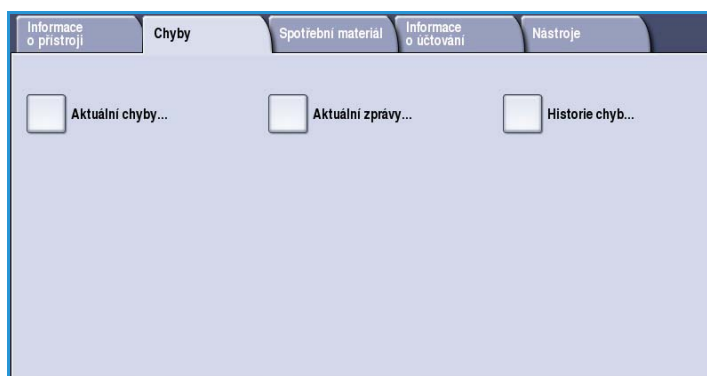 Informace
o přístroji
Chyby
Spotřební materiál
Informace
o účtování
Nástroje
Aktuální chyby...
Aktuální zprávy...
Historie chyb...